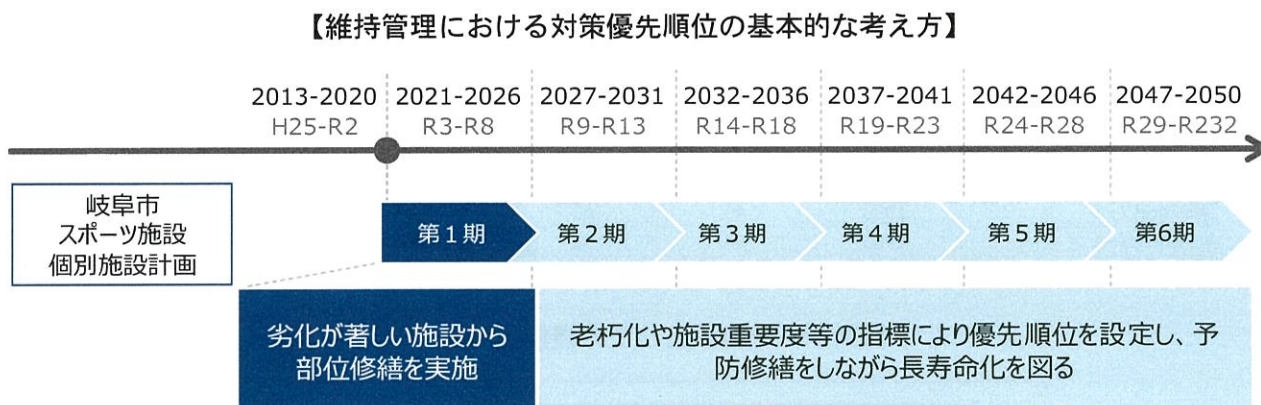 【維持管理における対策優先順位の基本的な考え方】
2013-2020 2021-2026 2027-2031 2032-2036 2037-2041 2042-2046 2047-2050
H25-R2 R3-R8 R9-R13 R14-R18 R19-R23 R24-R28 R29-R232
岐阜市
スポーツ施設
個別施設計画
第1期 第2期 第3期 第4期 第5期 第6期
劣化が著しい施設から
部位修繕を実施
老朽化や施設重要度等の指標により優先順位を設定し、予
防修繕をしながら長寿命化を図る